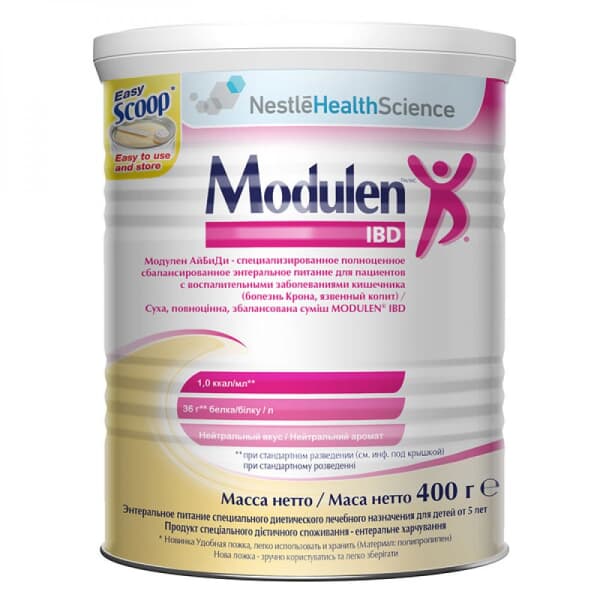 Easy
Scoop*
Easy to use
and store
NestléHealthScience
Modulen
IBD
Модулен АйБиДи - специализированное полноценное
сбалансированное энтеральное питание для пациентов
с воспалительными заболеваниями кишечника
(болезнь Крона, язвенный колит) /
Суха, повноцінна, збалансована суміш MODULEN® IBD
1,0 ккал/мл**
36 г** белка/білку / л
Нейтральный вкус / Нейтральний аромат
**при стандартном разведении (см. инф. под крышкой)
при стандартному розведенні
Масса нетто / Маса нетто 400 г ℮
Энтеральное питание специального диетического лечебного назначения для детей от 5 лет
Продукт спеціального дієтичного споживання - ентеральне харчування
* Новинка Удобная ложка, легко использовать и хранить (Материал: полипропилен)
Нова ложка - зручно користуватись та легко зберігати